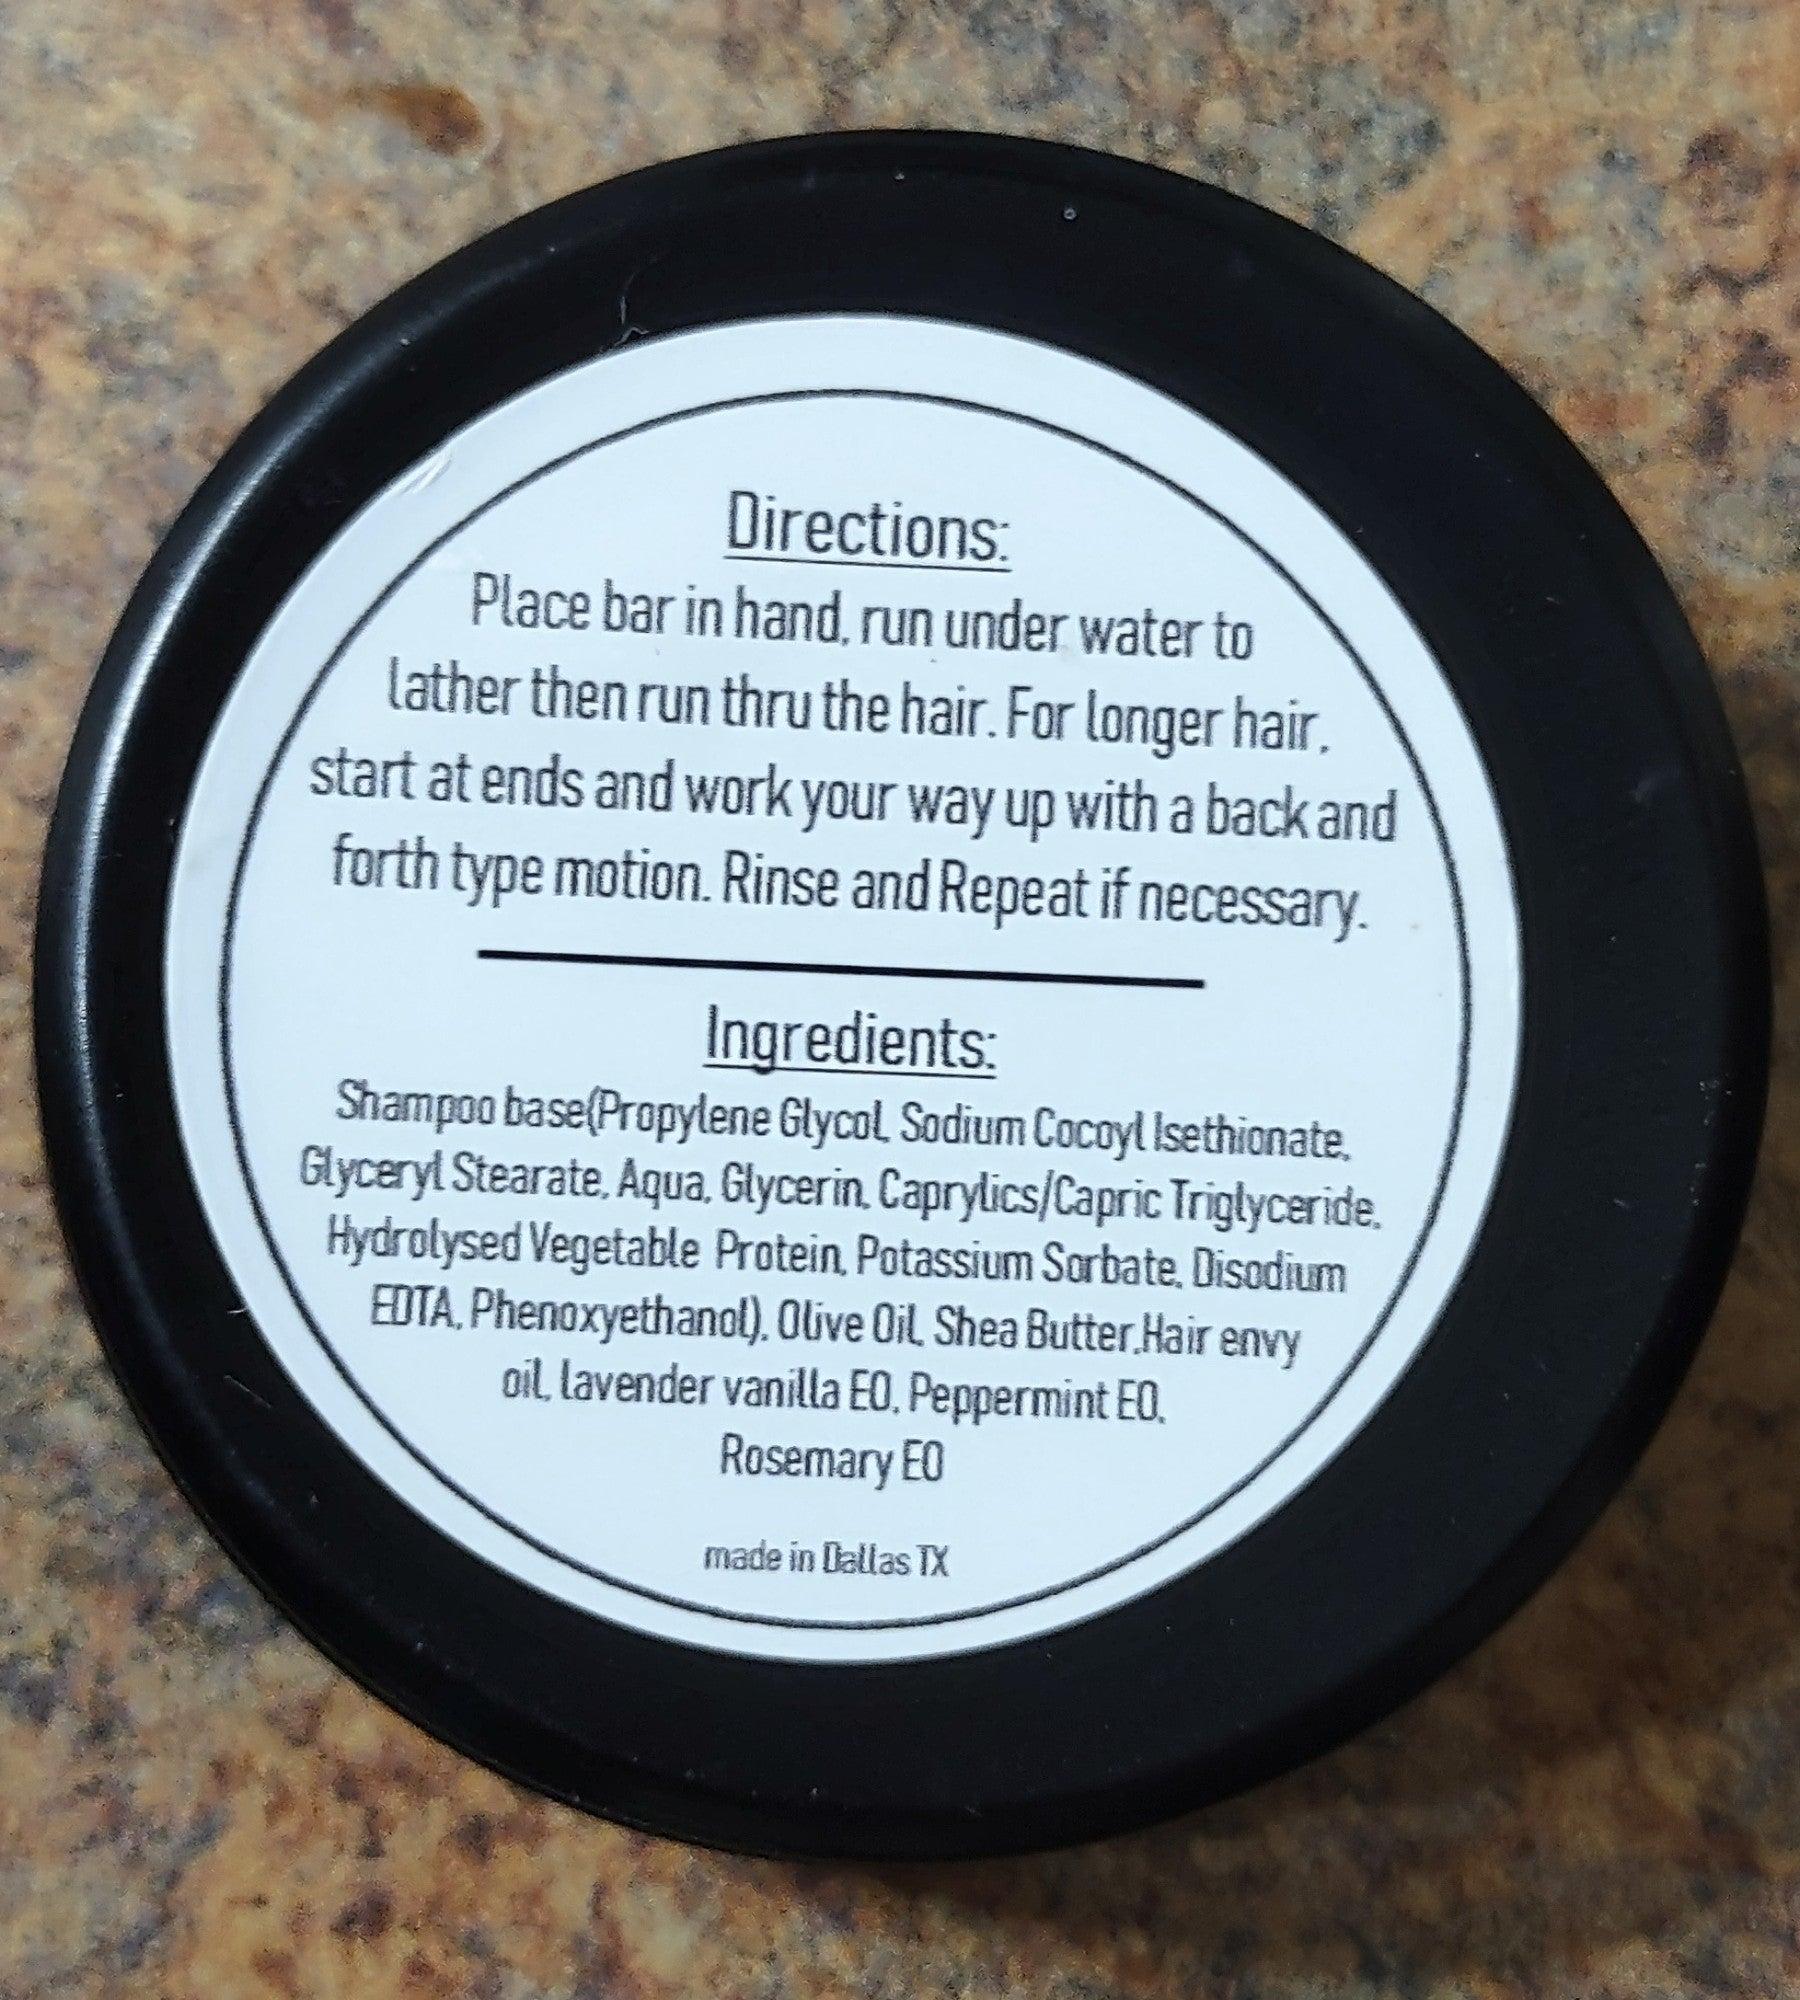 Directions:
Place bar in hand, run under water to
lather then run thru the hair. For longer hair,
start at ends and work your way up with a back and
forth type motion. Rinse and Repeat if necessary.
Ingredients:
Shampoo base(Propylene Glycol, Sodium Cocoyl Isethionate,
Glyceryl Stearate, Aqua, Glycerin, Caprylics/Capric Triglyceride,
Hydrolysed Vegetable Protein, Potassium Sorbate, Disodium
EDTA, Phenoxyethanol), Olive Oil, Shea Butter,Hair envy
oil, lavender vanilla EO, Peppermint EO,
Rosemary EO
made in Dallas TX